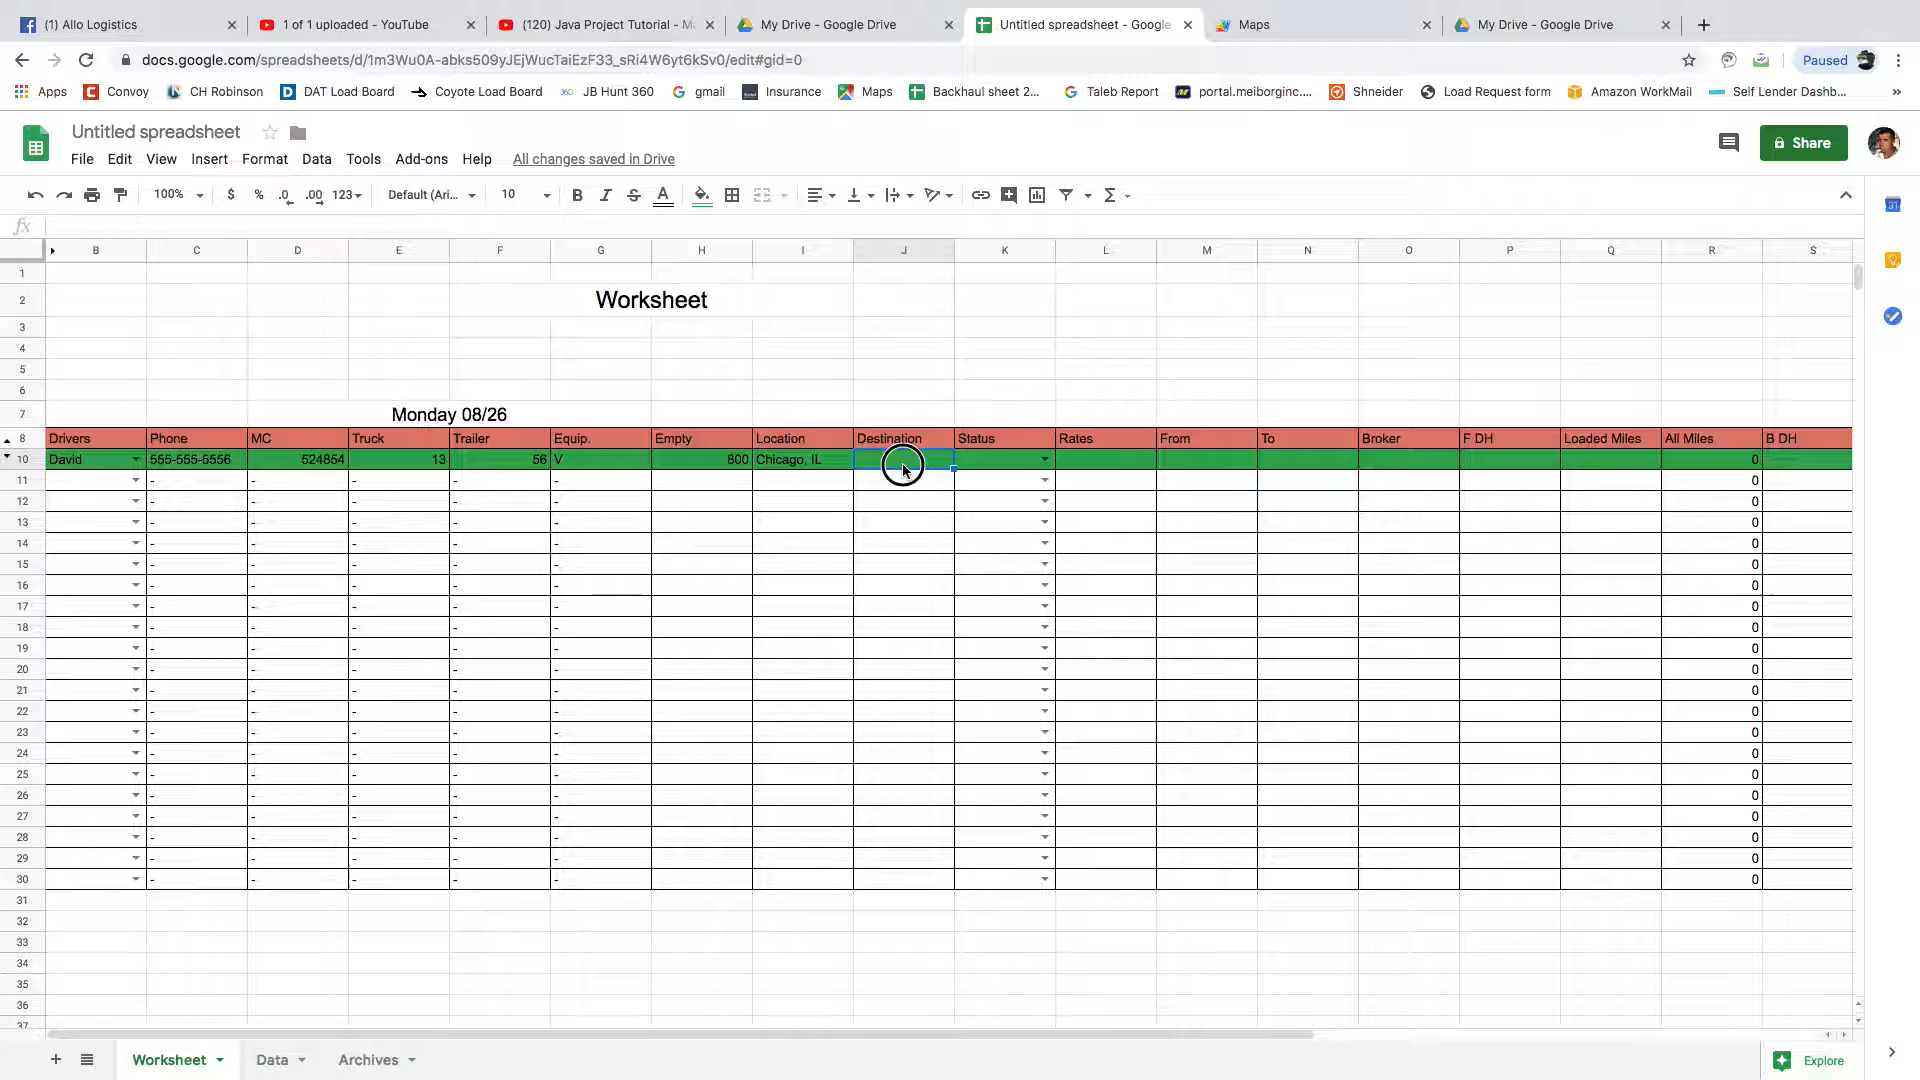 (1) Allo Logistics
1 of 1 uploaded - YouTube
(120) Java Project Tutorial - M
My Drive - Google Drive
Untitled spreadsheet - Google
Maps
My Drive - Google Drive
docs.google.com/spreadsheets/d/1m3Wu0A-abks509yJEjWucTaiEzF33_sRi4W6yt6kSv0/edit#gid=0
Paused
Apps
Convoy
CH Robinson
DAT Load Board
Coyote Load Board
JB Hunt 360
gmail
Insurance
Maps
Backhaul sheet 2...
Taleb Report
portal.meiborginc....
Shneider
Load Request form
Amazon WorkMail
Self Lender Dashb...
»
Untitled spreadsheet
File Edit View Insert Format Data Tools Add-ons Help All changes saved in Drive
Share
100% $ % .0 .00 123 Default (Ari... 10 B I S A Σ
31
fx
B C D E F G H I J K L M N O P Q R S
1
2 Worksheet
3
4
5
6
7 Monday 08/26
8 Drivers Phone MC Truck Trailer Equip. Empty Location Destination Status Rates From To Broker F DH Loaded Miles All Miles B DH
10 David 555-555-5556 524854 13 56 V 800 Chicago, IL 0
11 - - - - - 0
12 - - - - - 0
13 - - - - - 0
14 - - - - - 0
15 - - - - - 0
16 - - - - - 0
17 - - - - - 0
18 - - - - - 0
19 - - - - - 0
20 - - - - - 0
21 - - - - - 0
22 - - - - - 0
23 - - - - - 0
24 - - - - - 0
25 - - - - - 0
26 - - - - - 0
27 - - - - - 0
28 - - - - - 0
29 - - - - - 0
30 - - - - - 0
31
32
33
34
35
36
37
+ Worksheet Data Archives Explore